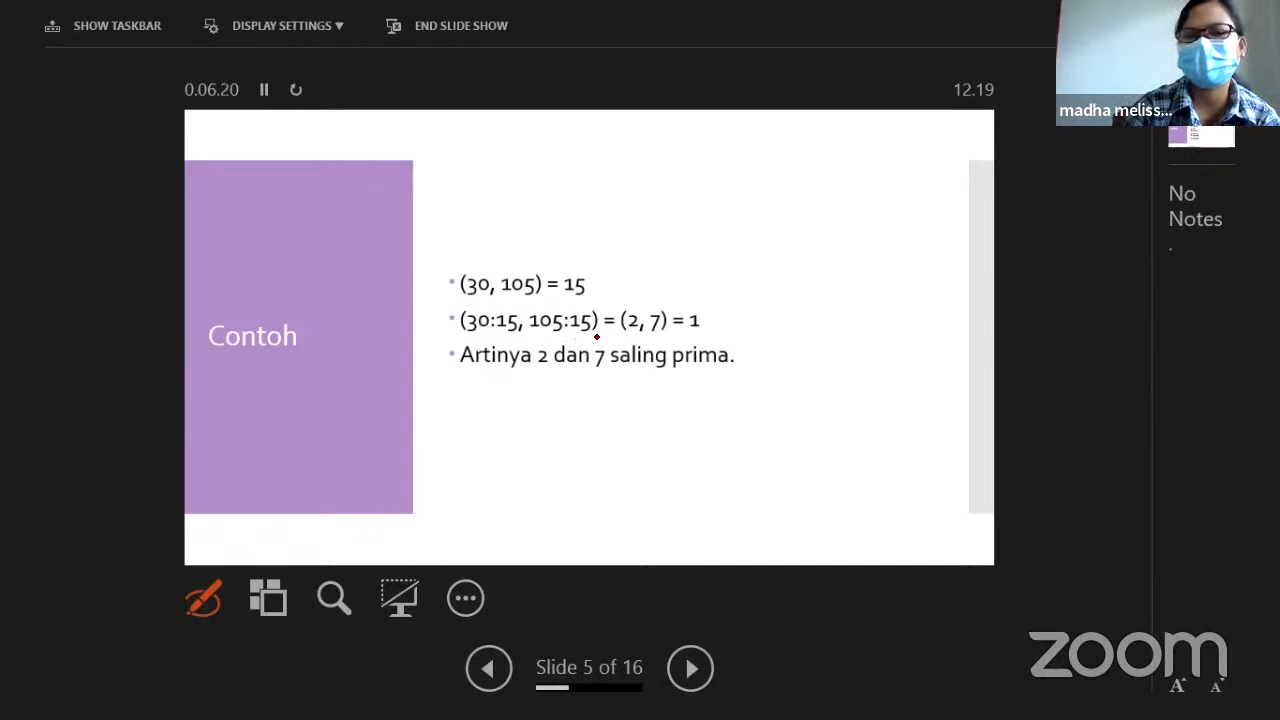 SHOW TASKBAR
DISPLAY SETTINGS ▼
END SLIDE SHOW
0.06.20
12.19
madha meliss...
No
Notes
.
Contoh
• (30, 105) = 15
• (30:15, 105:15) = (2, 7) = 1
• Artinya 2 dan 7 saling prima.
Slide 5 of 16
zoom
A A